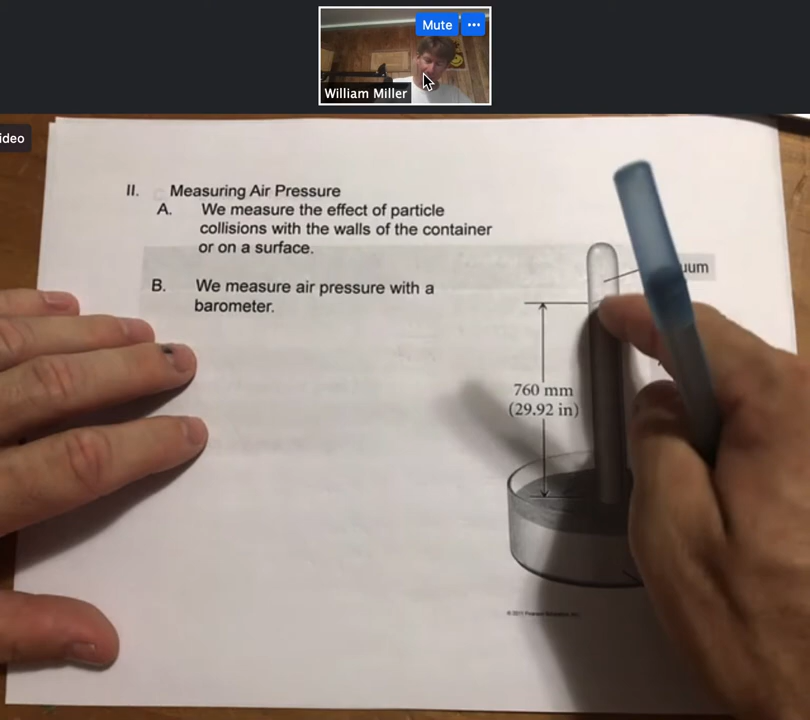 Mute
William Miller
ideo
II. Measuring Air Pressure
A. We measure the effect of particle
collisions with the walls of the container
or on a surface.
B. We measure air pressure with a
barometer.
uum
760 mm
(29.92 in)